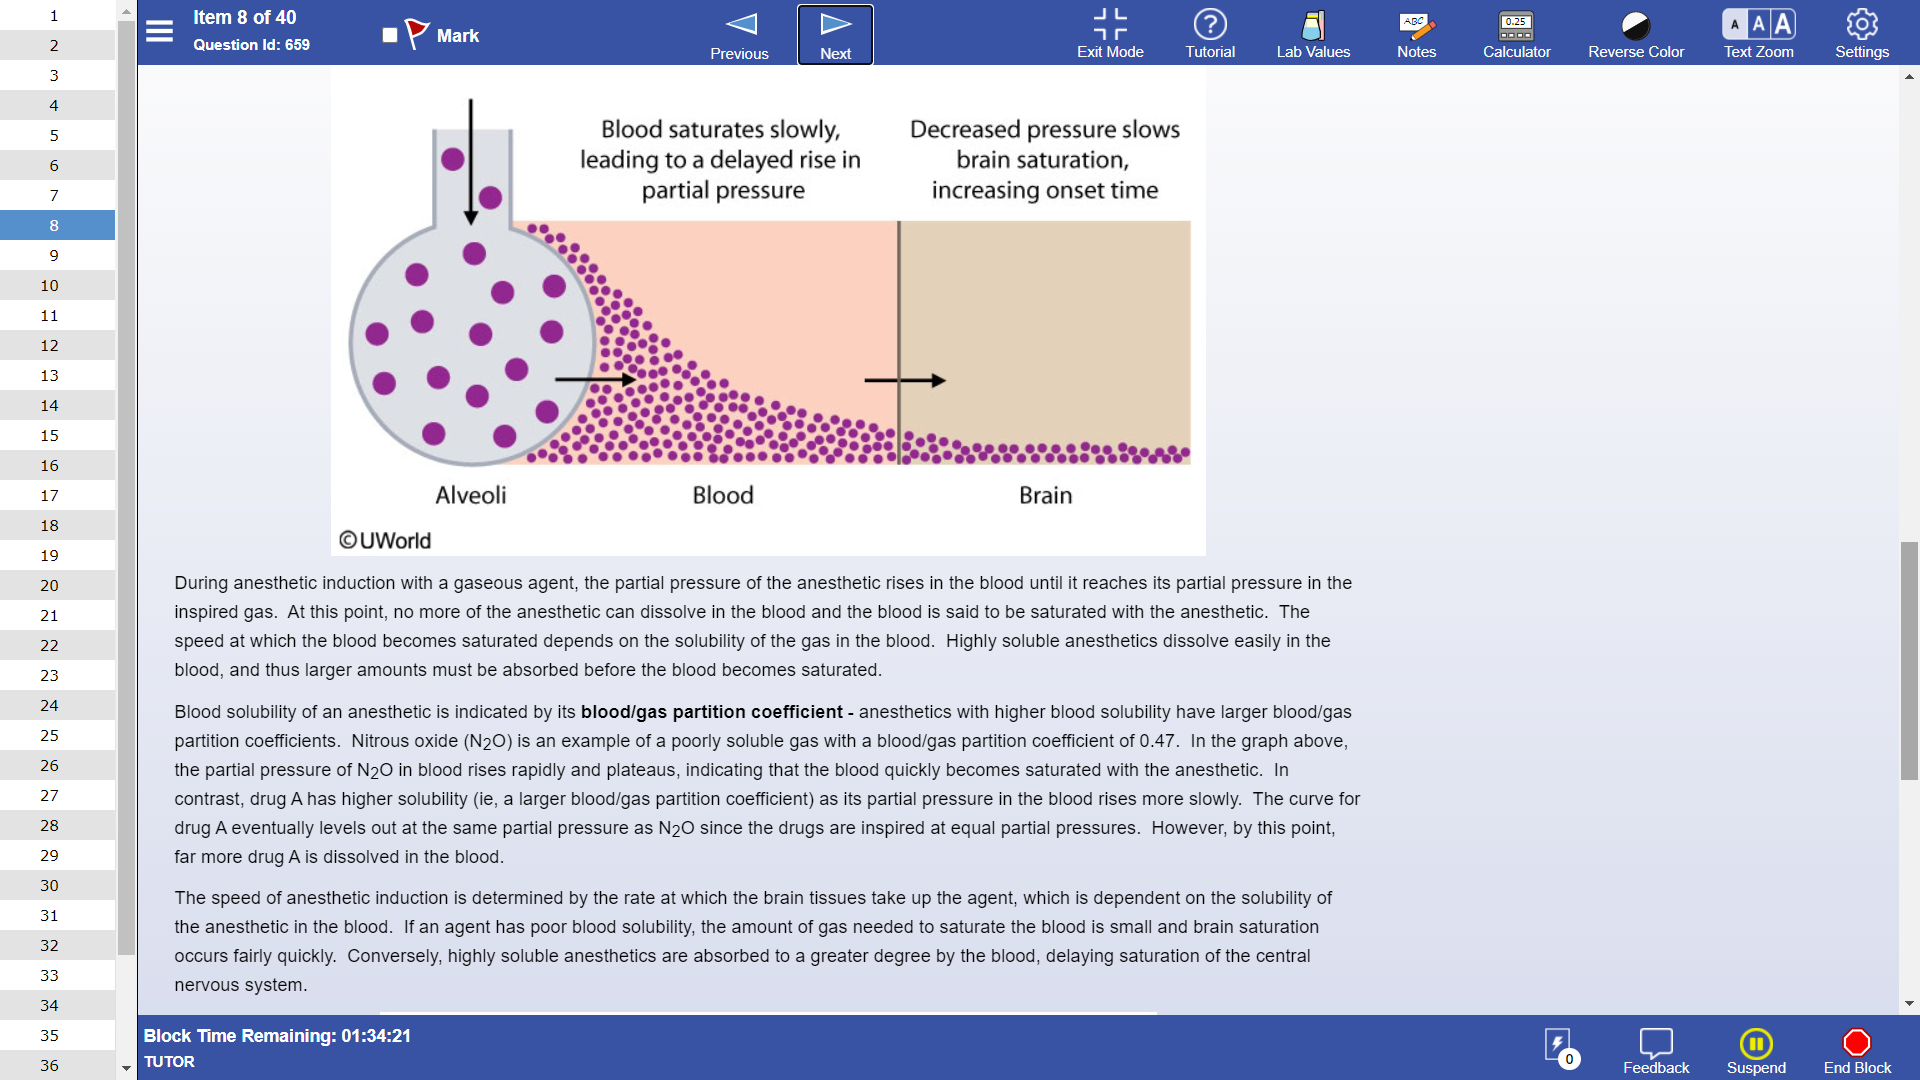 Item 8 of 40
Question Id: 659
Mark
Previous
Next
Exit Mode
Tutorial
Lab Values
ABC
Notes
0.25
Calculator
Reverse Color
A A A
Text Zoom
Settings
1
2
3
4
5
6
7
8
9
10
11
12
13
14
15
16
17
18
19
20
21
22
23
24
25
26
27
28
29
30
31
32
33
34
35
36
Blood saturates slowly,
leading to a delayed rise in
partial pressure
Decreased pressure slows
brain saturation,
increasing onset time
Alveoli
Blood
Brain
©UWorld
During anesthetic induction with a gaseous agent, the partial pressure of the anesthetic rises in the blood until it reaches its partial pressure in the
inspired gas. At this point, no more of the anesthetic can dissolve in the blood and the blood is said to be saturated with the anesthetic. The
speed at which the blood becomes saturated depends on the solubility of the gas in the blood. Highly soluble anesthetics dissolve easily in the
blood, and thus larger amounts must be absorbed before the blood becomes saturated.
Blood solubility of an anesthetic is indicated by its blood/gas partition coefficient - anesthetics with higher blood solubility have larger blood/gas
partition coefficients. Nitrous oxide (N2O) is an example of a poorly soluble gas with a blood/gas partition coefficient of 0.47. In the graph above,
the partial pressure of N2O in blood rises rapidly and plateaus, indicating that the blood quickly becomes saturated with the anesthetic. In
contrast, drug A has higher solubility (ie, a larger blood/gas partition coefficient) as its partial pressure in the blood rises more slowly. The curve for
drug A eventually levels out at the same partial pressure as N2O since the drugs are inspired at equal partial pressures. However, by this point,
far more drug A is dissolved in the blood.
The speed of anesthetic induction is determined by the rate at which the brain tissues take up the agent, which is dependent on the solubility of
the anesthetic in the blood. If an agent has poor blood solubility, the amount of gas needed to saturate the blood is small and brain saturation
occurs fairly quickly. Conversely, highly soluble anesthetics are absorbed to a greater degree by the blood, delaying saturation of the central
nervous system.
Block Time Remaining: 01:34:21
TUTOR
0
Feedback
Suspend
End Block